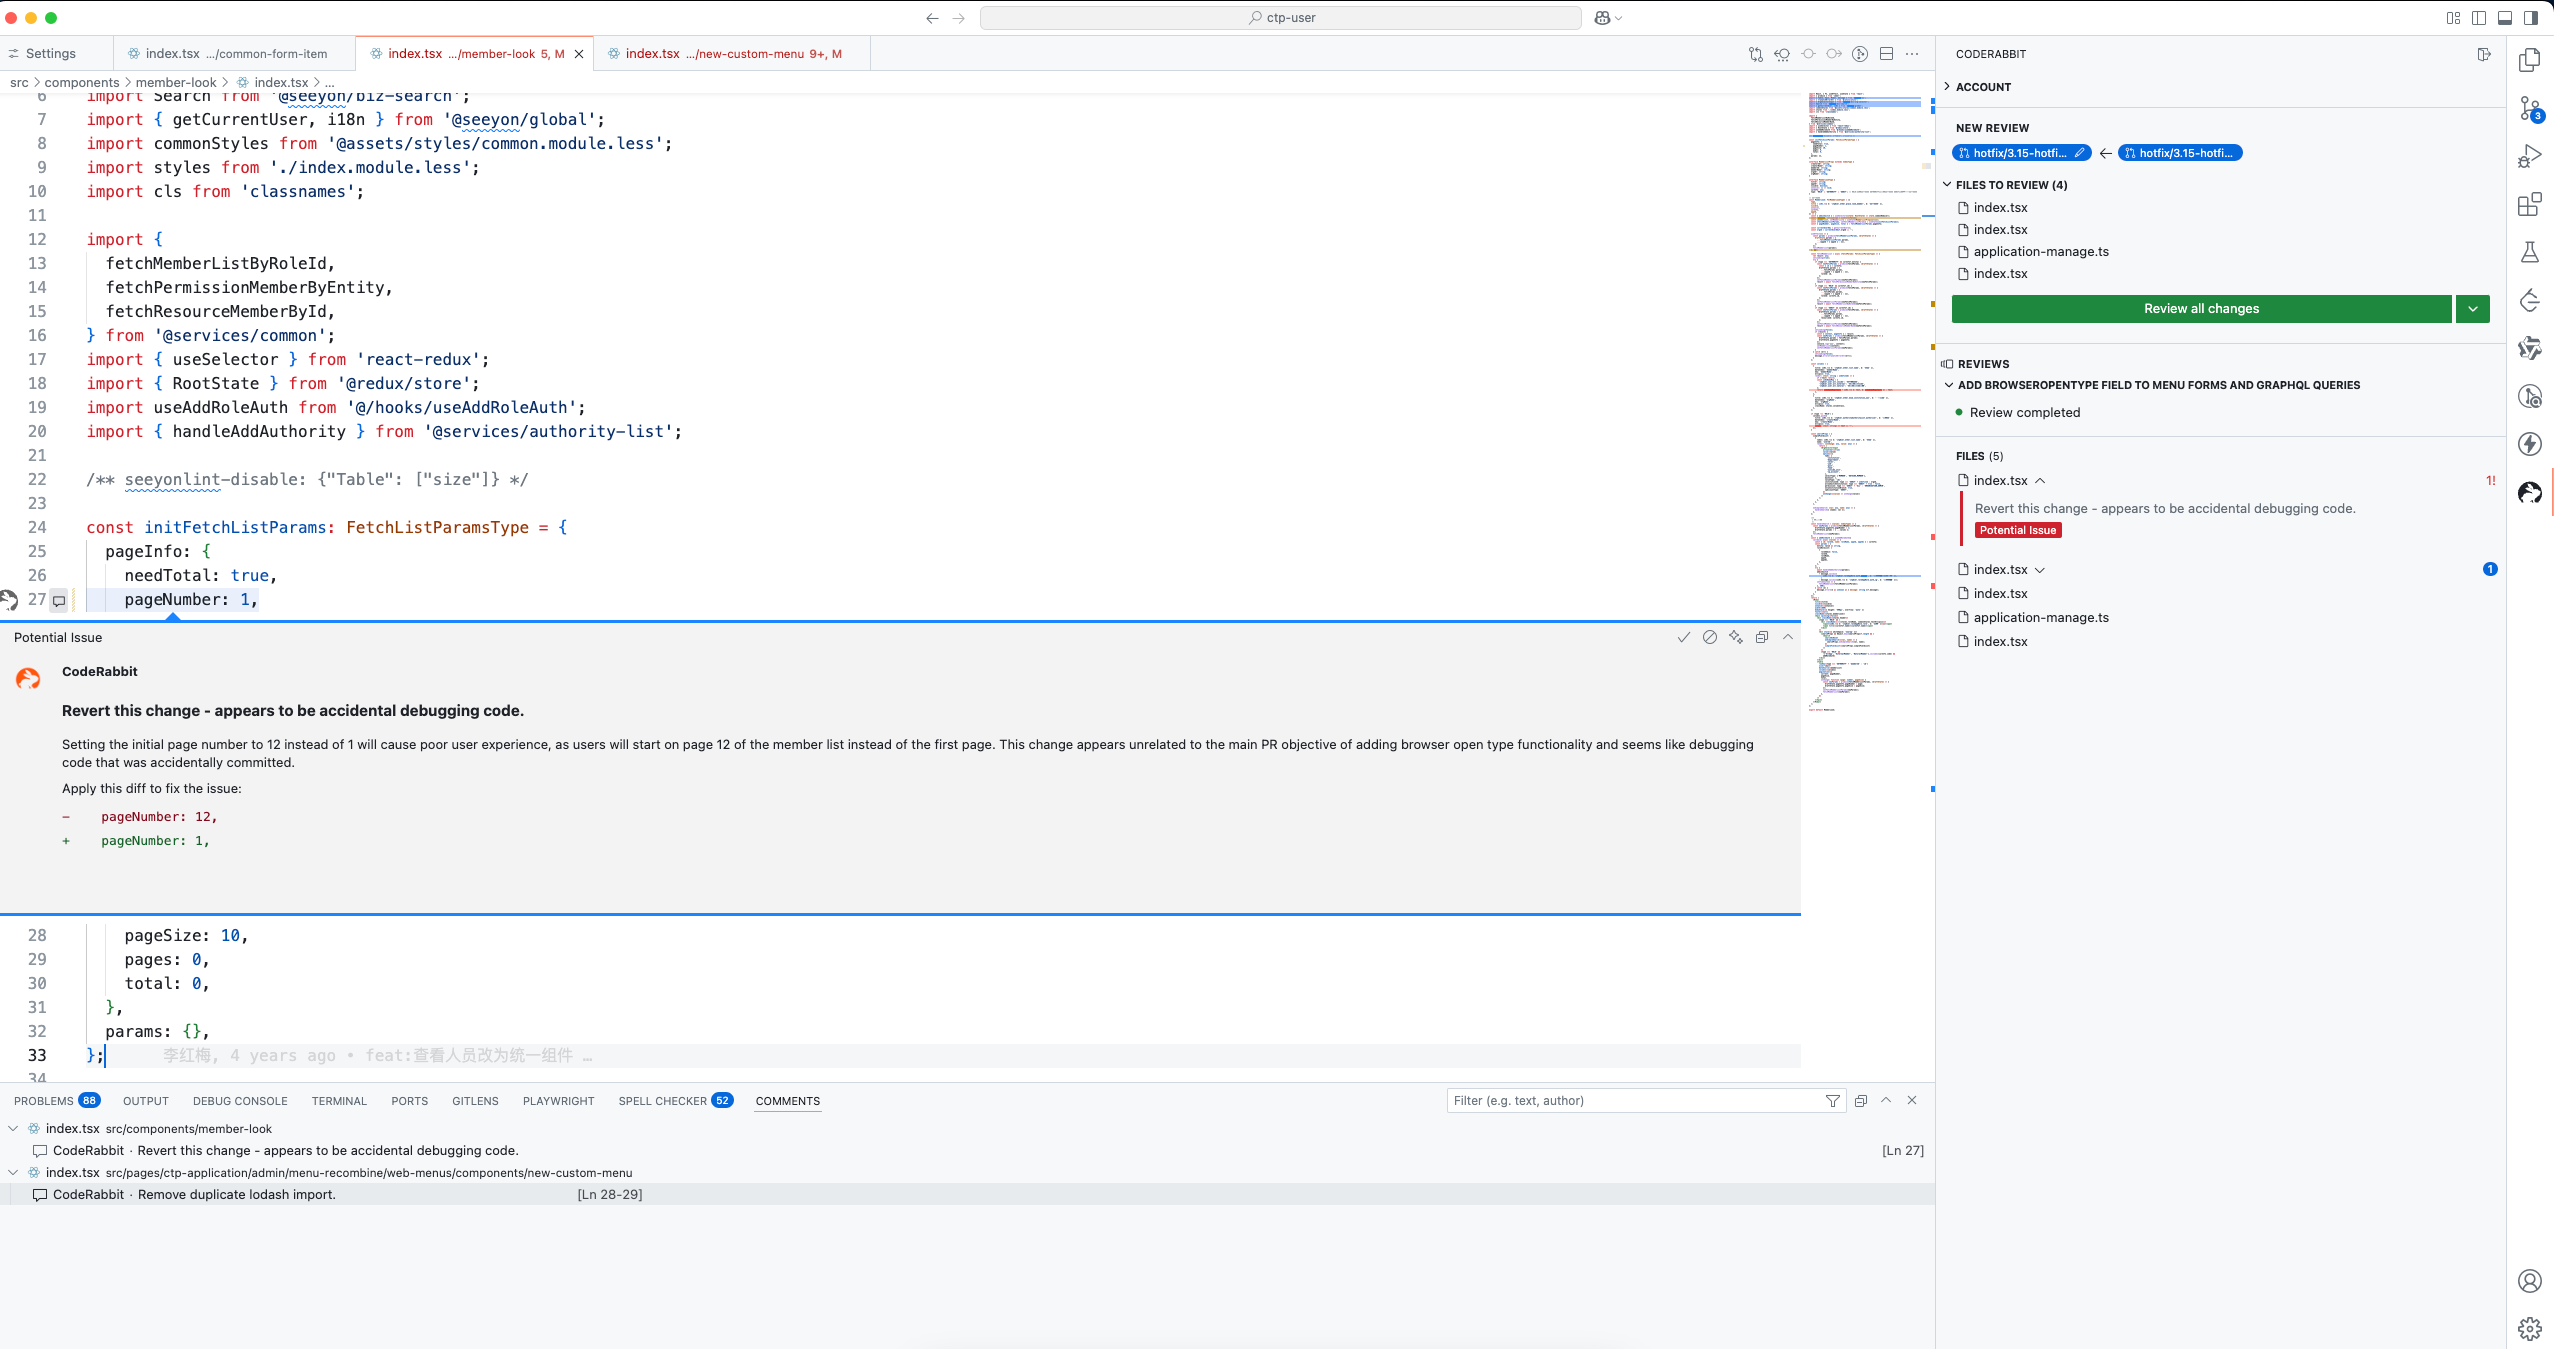 ctp-user
Settings
index.tsx .../common-form-item
index.tsx .../member-look 5, M
index.tsx .../new-custom-menu 9+, M
src > components > member-look > index.tsx > ...
6 import Search from '@seeyon/biz-search';
7 import { getCurrentUser, i18n } from '@seeyon/global';
8 import commonStyles from '@assets/styles/common.module.less';
9 import styles from './index.module.less';
10 import cls from 'classnames';
11
12 import {
13 fetchMemberListByRoleId,
14 fetchPermissionMemberByEntity,
15 fetchResourceMemberById,
16 } from '@services/common';
17 import { useSelector } from 'react-redux';
18 import { RootState } from '@redux/store';
19 import useAddRoleAuth from '@/hooks/useAddRoleAuth';
20 import { handleAddAuthority } from '@services/authority-list';
21
22 /** seeyonlint-disable: {"Table": ["size"]} */
23
24 const initFetchListParams: FetchListParamsType = {
25 pageInfo: {
26 needTotal: true,
27 pageNumber: 1,
Potential Issue
CodeRabbit
Revert this change - appears to be accidental debugging code.
Setting the initial page number to 12 instead of 1 will cause poor user experience, as users will start on page 12 of the member list instead of the first page. This change appears unrelated to the main PR objective of adding browser open type functionality and seems like debugging
code that was accidentally committed.
Apply this diff to fix the issue:
- pageNumber: 12,
+ pageNumber: 1,
28 pageSize: 10,
29 pages: 0,
30 total: 0,
31 },
32 params: {},
33 }; 李红梅, 4 years ago • feat:查看人员改为统一组件 …
34
PROBLEMS 88 OUTPUT DEBUG CONSOLE TERMINAL PORTS GITLENS PLAYWRIGHT SPELL CHECKER 52 COMMENTS
Filter (e.g. text, author)
index.tsx src/components/member-look
CodeRabbit · Revert this change - appears to be accidental debugging code. [Ln 27]
index.tsx src/pages/ctp-application/admin/menu-recombine/web-menus/components/new-custom-menu
CodeRabbit · Remove duplicate lodash import. [Ln 28-29]
CODERABBIT
ACCOUNT
NEW REVIEW
hotfix/3.15-hotfi... ← hotfix/3.15-hotfi...
FILES TO REVIEW (4)
index.tsx
index.tsx
application-manage.ts
index.tsx
Review all changes
REVIEWS
ADD BROWSEROPENTYPE FIELD TO MENU FORMS AND GRAPHQL QUERIES
Review completed
FILES (5)
index.tsx 1!
Revert this change - appears to be accidental debugging code.
Potential Issue
index.tsx 1
index.tsx
application-manage.ts
index.tsx
3